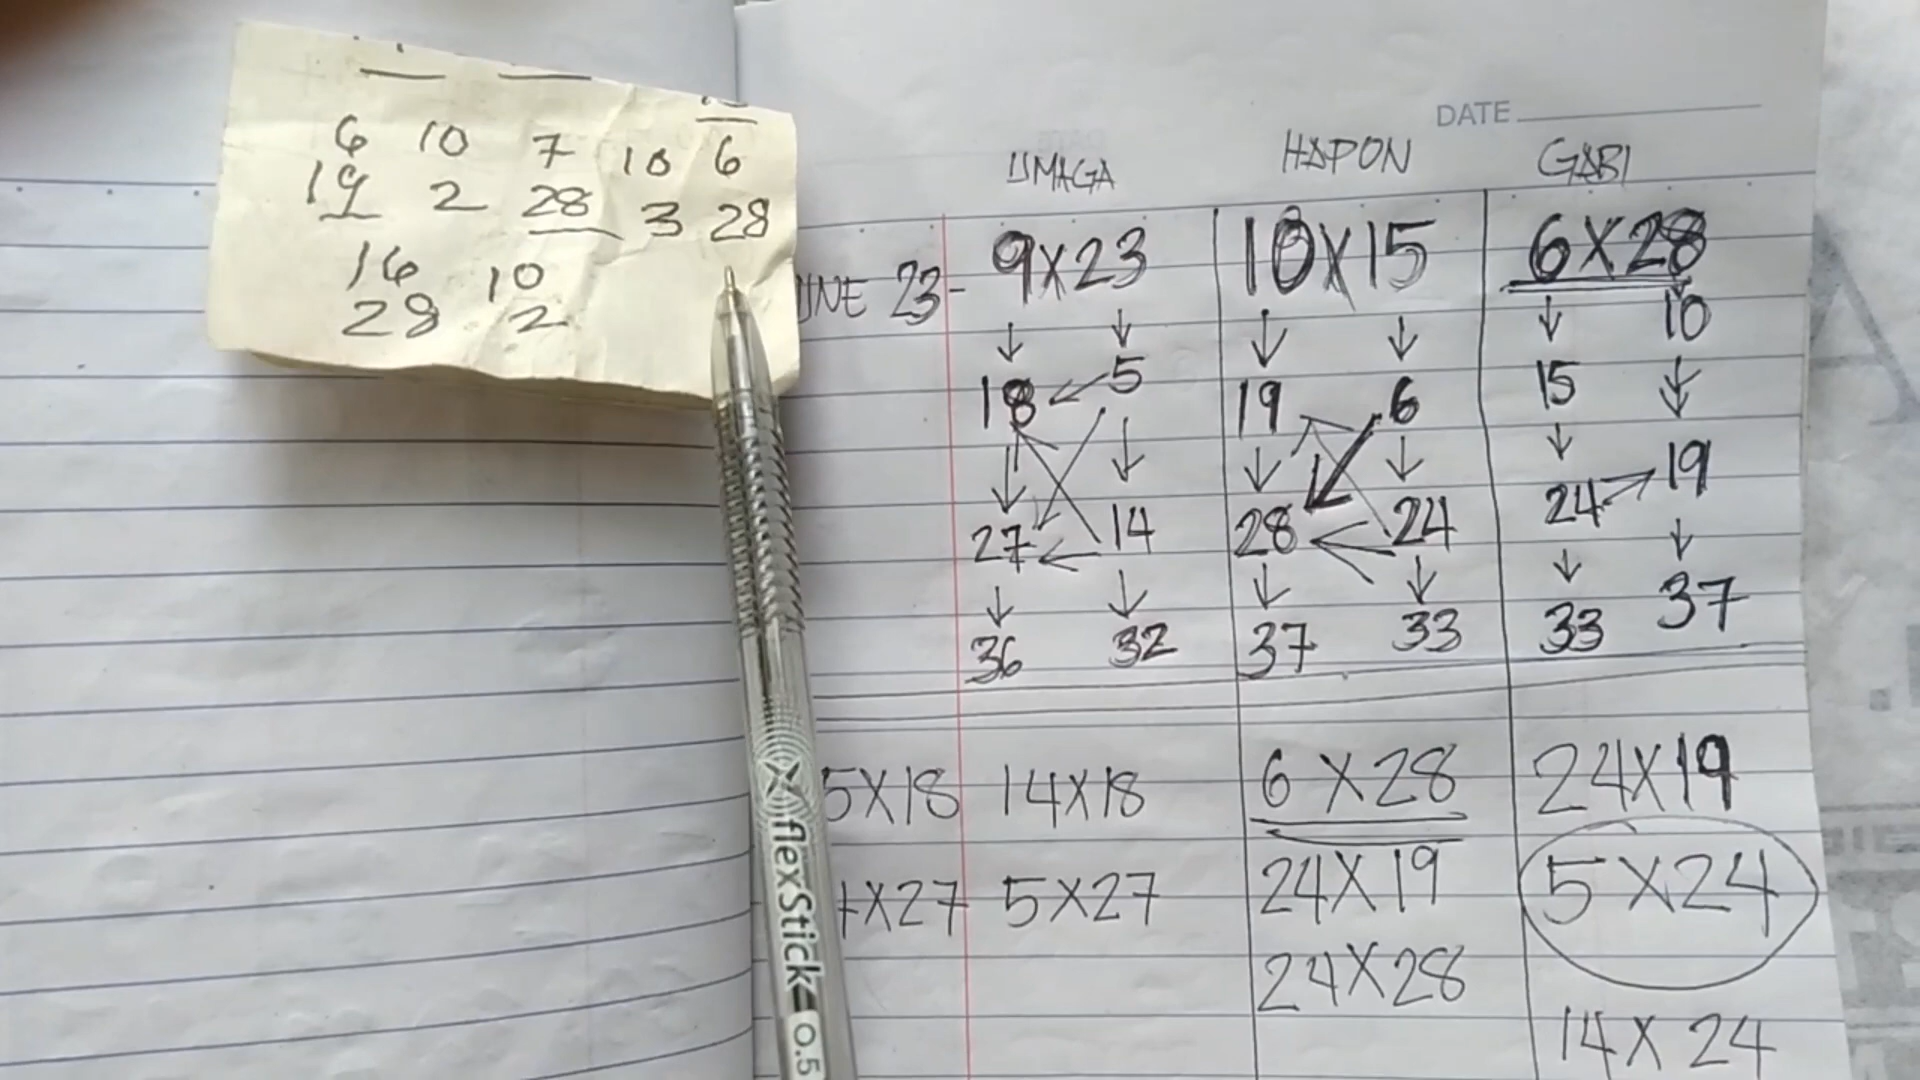 6 10 7 10 6
19 2 28 3 28
16 10
28 2
DATE
UMAGA HAPON GABI
UNE 23- 9X23 10X15 6X28
10
18 5 19 6 15
27 14 28 24 24 19
36 32 37 33 33 37
5X18 14X18 6X28 24X19
X27 5X27 24X19 5X24
24X28
14X24
flexStick 0.5